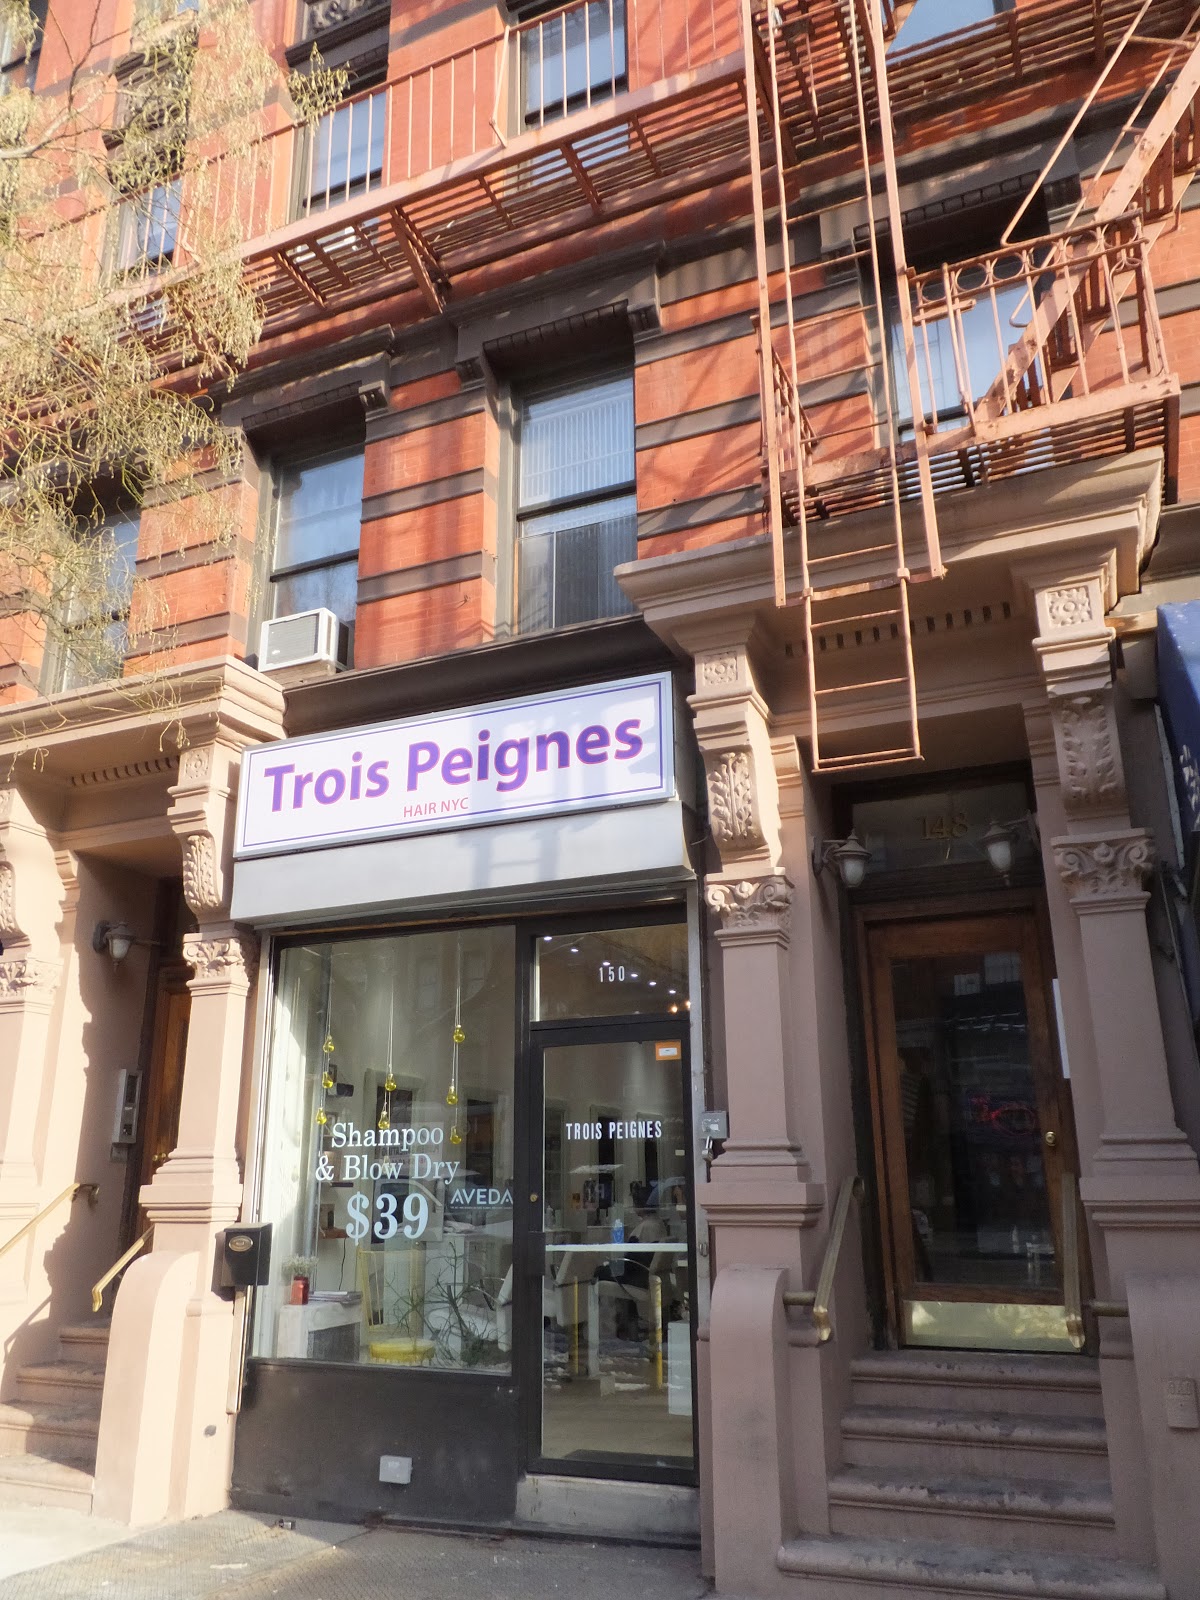 Trois Peignes
HAIR NYC
148
150
TROIS PEIGNES
Shampoo
& Blow Dry
$39
AVEDA